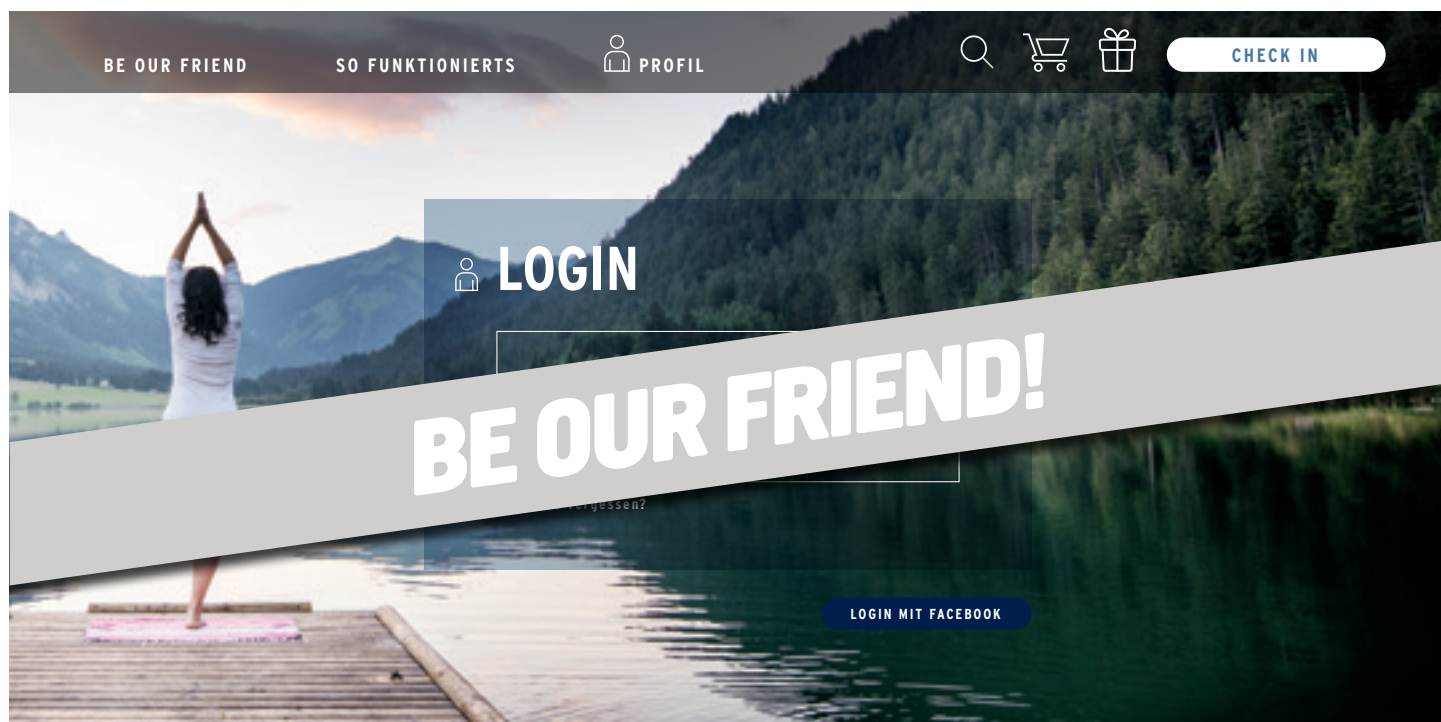 BE OUR FRIEND
SO FUNKTIONIERTS
PROFIL
CHECK IN
LOGIN
BE OUR FRIEND!
LOGIN MIT FACEBOOK